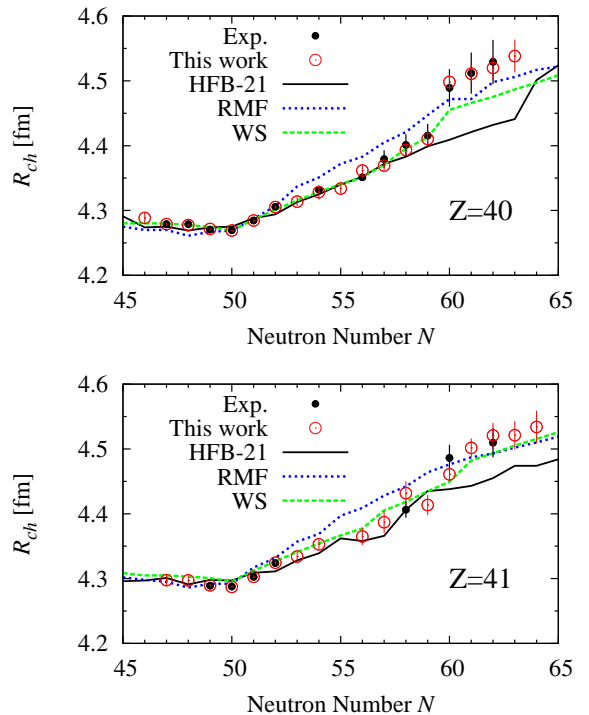 4.6
4.5
4.4
4.3
4.2
R_ch [fm]
Exp.
This work
HFB-21
RMF
WS
Z=40
45 50 55 60 65
Neutron Number N
4.6
4.5
4.4
4.3
4.2
R_ch [fm]
Exp.
This work
HFB-21
RMF
WS
Z=41
45 50 55 60 65
Neutron Number N